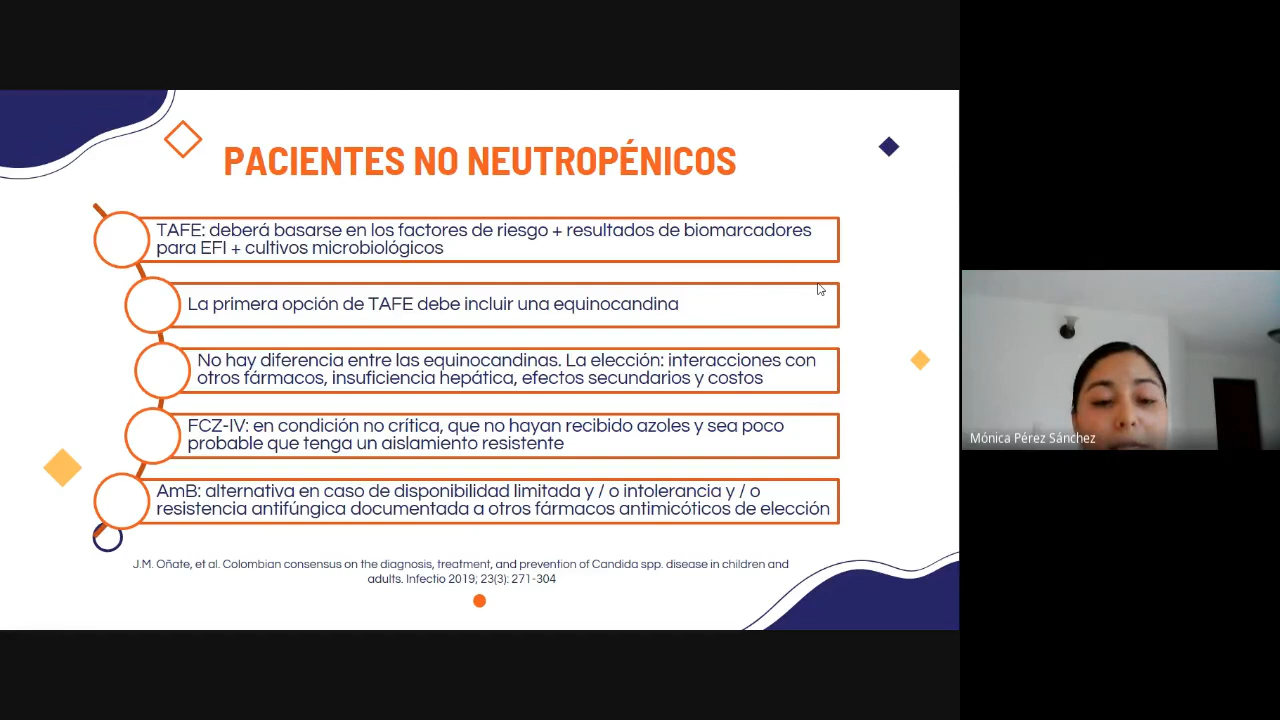 PACIENTES NO NEUTROPÉNICOS
TAFE: deberá basarse en los factores de riesgo + resultados de biomarcadores
para EFI + cultivos microbiológicos
La primera opción de TAFE debe incluir una equinocandina
No hay diferencia entre las equinocandinas. La elección: interacciones con
otros fármacos, insuficiencia hepática, efectos secundarios y costos
FCZ-IV: en condición no crítica, que no hayan recibido azoles y sea poco
probable que tenga un aislamiento resistente
AmB: alternativa en caso de disponibilidad limitada y / o intolerancia y / o
resistencia antifúngica documentada a otros fármacos antimicóticos de elección
J.M. Oñate, et al. Colombian consensus on the diagnosis, treatment, and prevention of Candida spp. disease in children and
adults. Infectio 2019; 23(3): 271-304
Mónica Pérez Sánchez